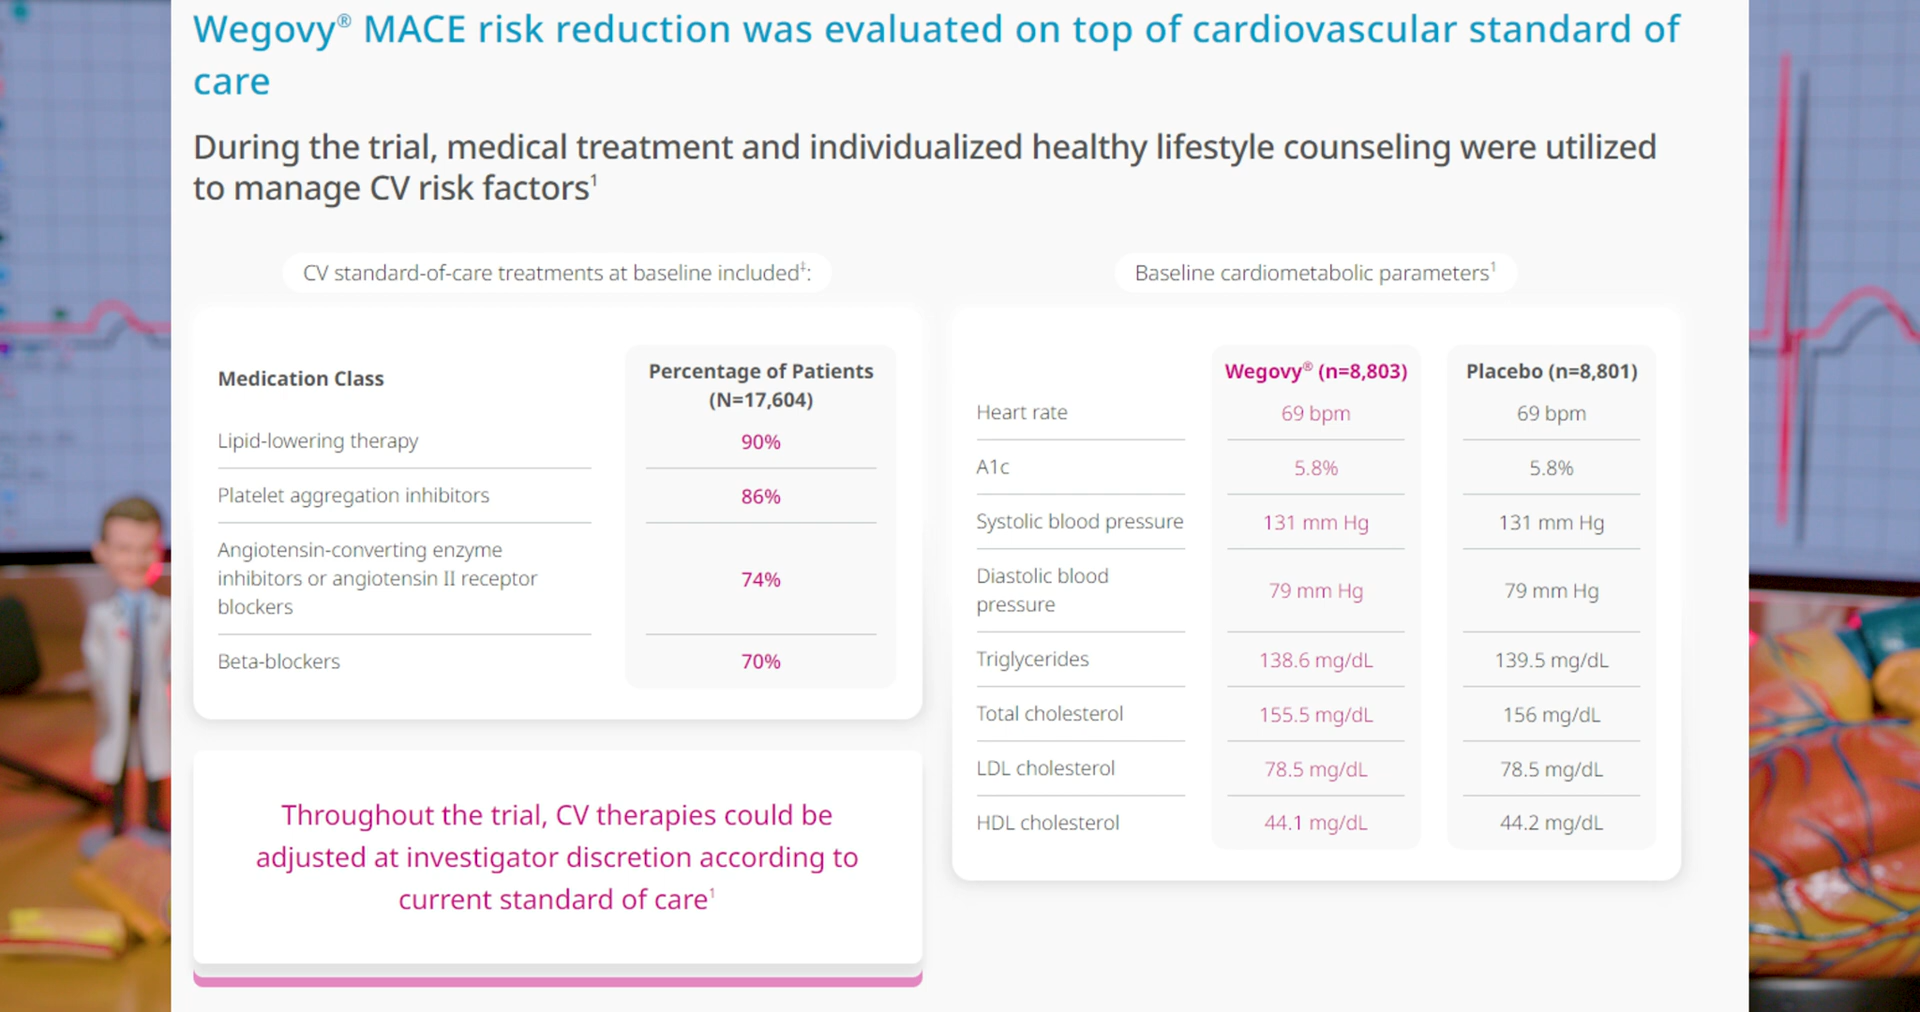 Wegovy® MACE risk reduction was evaluated on top of cardiovascular standard of
care
During the trial, medical treatment and individualized healthy lifestyle counseling were utilized
to manage CV risk factors¹
CV standard-of-care treatments at baseline included‡:
Medication Class
Percentage of Patients
(N=17,604)
Lipid-lowering therapy
90%
Platelet aggregation inhibitors
86%
Angiotensin-converting enzyme
inhibitors or angiotensin II receptor
blockers
74%
Beta-blockers
70%
Throughout the trial, CV therapies could be
adjusted at investigator discretion according to
current standard of care¹
Baseline cardiometabolic parameters¹
Wegovy® (n=8,803) Placebo (n=8,801)
Heart rate 69 bpm 69 bpm
A1c 5.8% 5.8%
Systolic blood pressure 131 mm Hg 131 mm Hg
Diastolic blood
pressure
79 mm Hg 79 mm Hg
Triglycerides 138.6 mg/dL 139.5 mg/dL
Total cholesterol 155.5 mg/dL 156 mg/dL
LDL cholesterol 78.5 mg/dL 78.5 mg/dL
HDL cholesterol 44.1 mg/dL 44.2 mg/dL